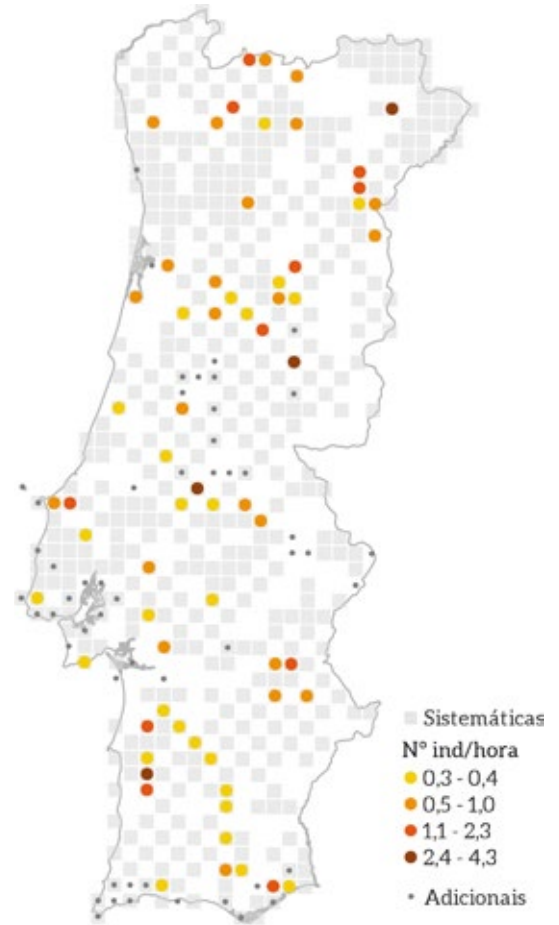 Sistemáticas
Nº ind/hora
0,3 - 0,4
0,5 - 1,0
1,1 - 2,3
2,4 - 4,3
Adicionais